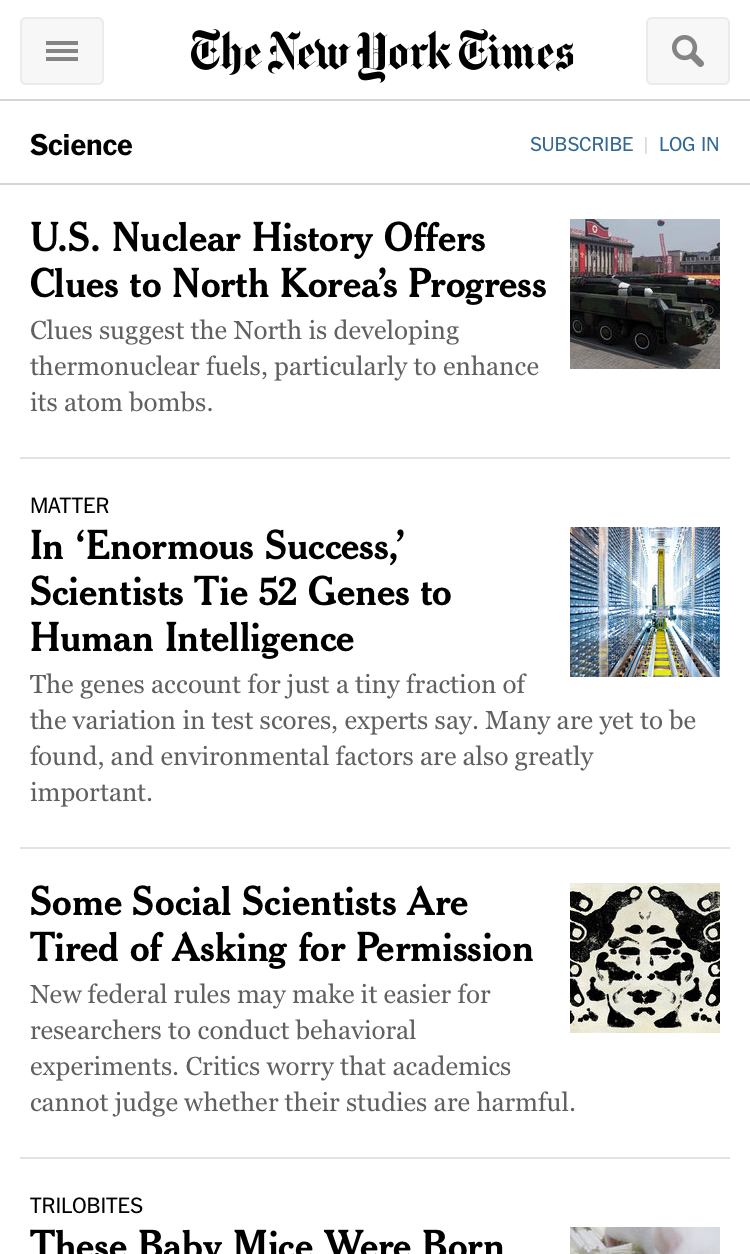 The New York Times
Science
SUBSCRIBE | LOG IN
U.S. Nuclear History Offers
Clues to North Korea’s Progress
Clues suggest the North is developing
thermonuclear fuels, particularly to enhance
its atom bombs.
MATTER
In ‘Enormous Success,’
Scientists Tie 52 Genes to
Human Intelligence
The genes account for just a tiny fraction of
the variation in test scores, experts say. Many are yet to be
found, and environmental factors are also greatly
important.
Some Social Scientists Are
Tired of Asking for Permission
New federal rules may make it easier for
researchers to conduct behavioral
experiments. Critics worry that academics
cannot judge whether their studies are harmful.
TRILOBITES
These Baby Mice Were Born